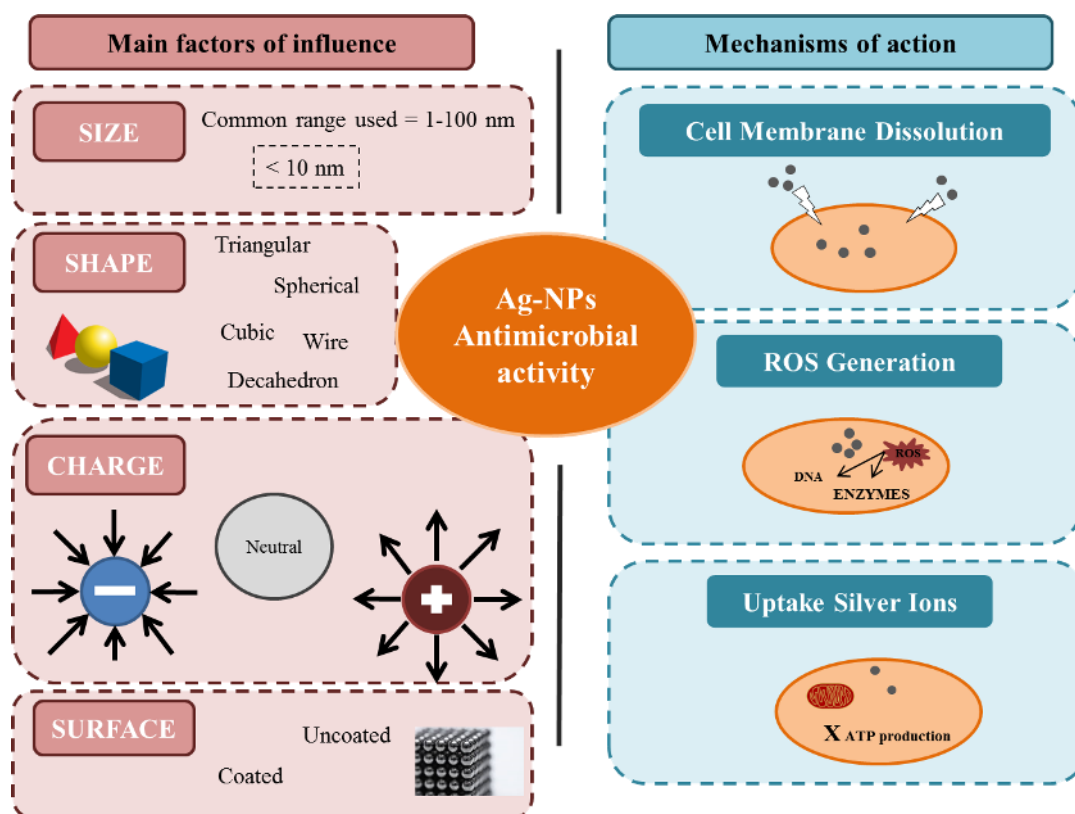 Main factors of influence
SIZE
Common range used = 1-100 nm
< 10 nm
SHAPE
Triangular
Spherical
Cubic
Wire
Decahedron
CHARGE
Neutral
SURFACE
Uncoated
Coated
Ag-NPs
Antimicrobial
activity
Mechanisms of action
Cell Membrane Dissolution
ROS Generation
ROS
DNA
ENZYMES
Uptake Silver Ions
X ATP production